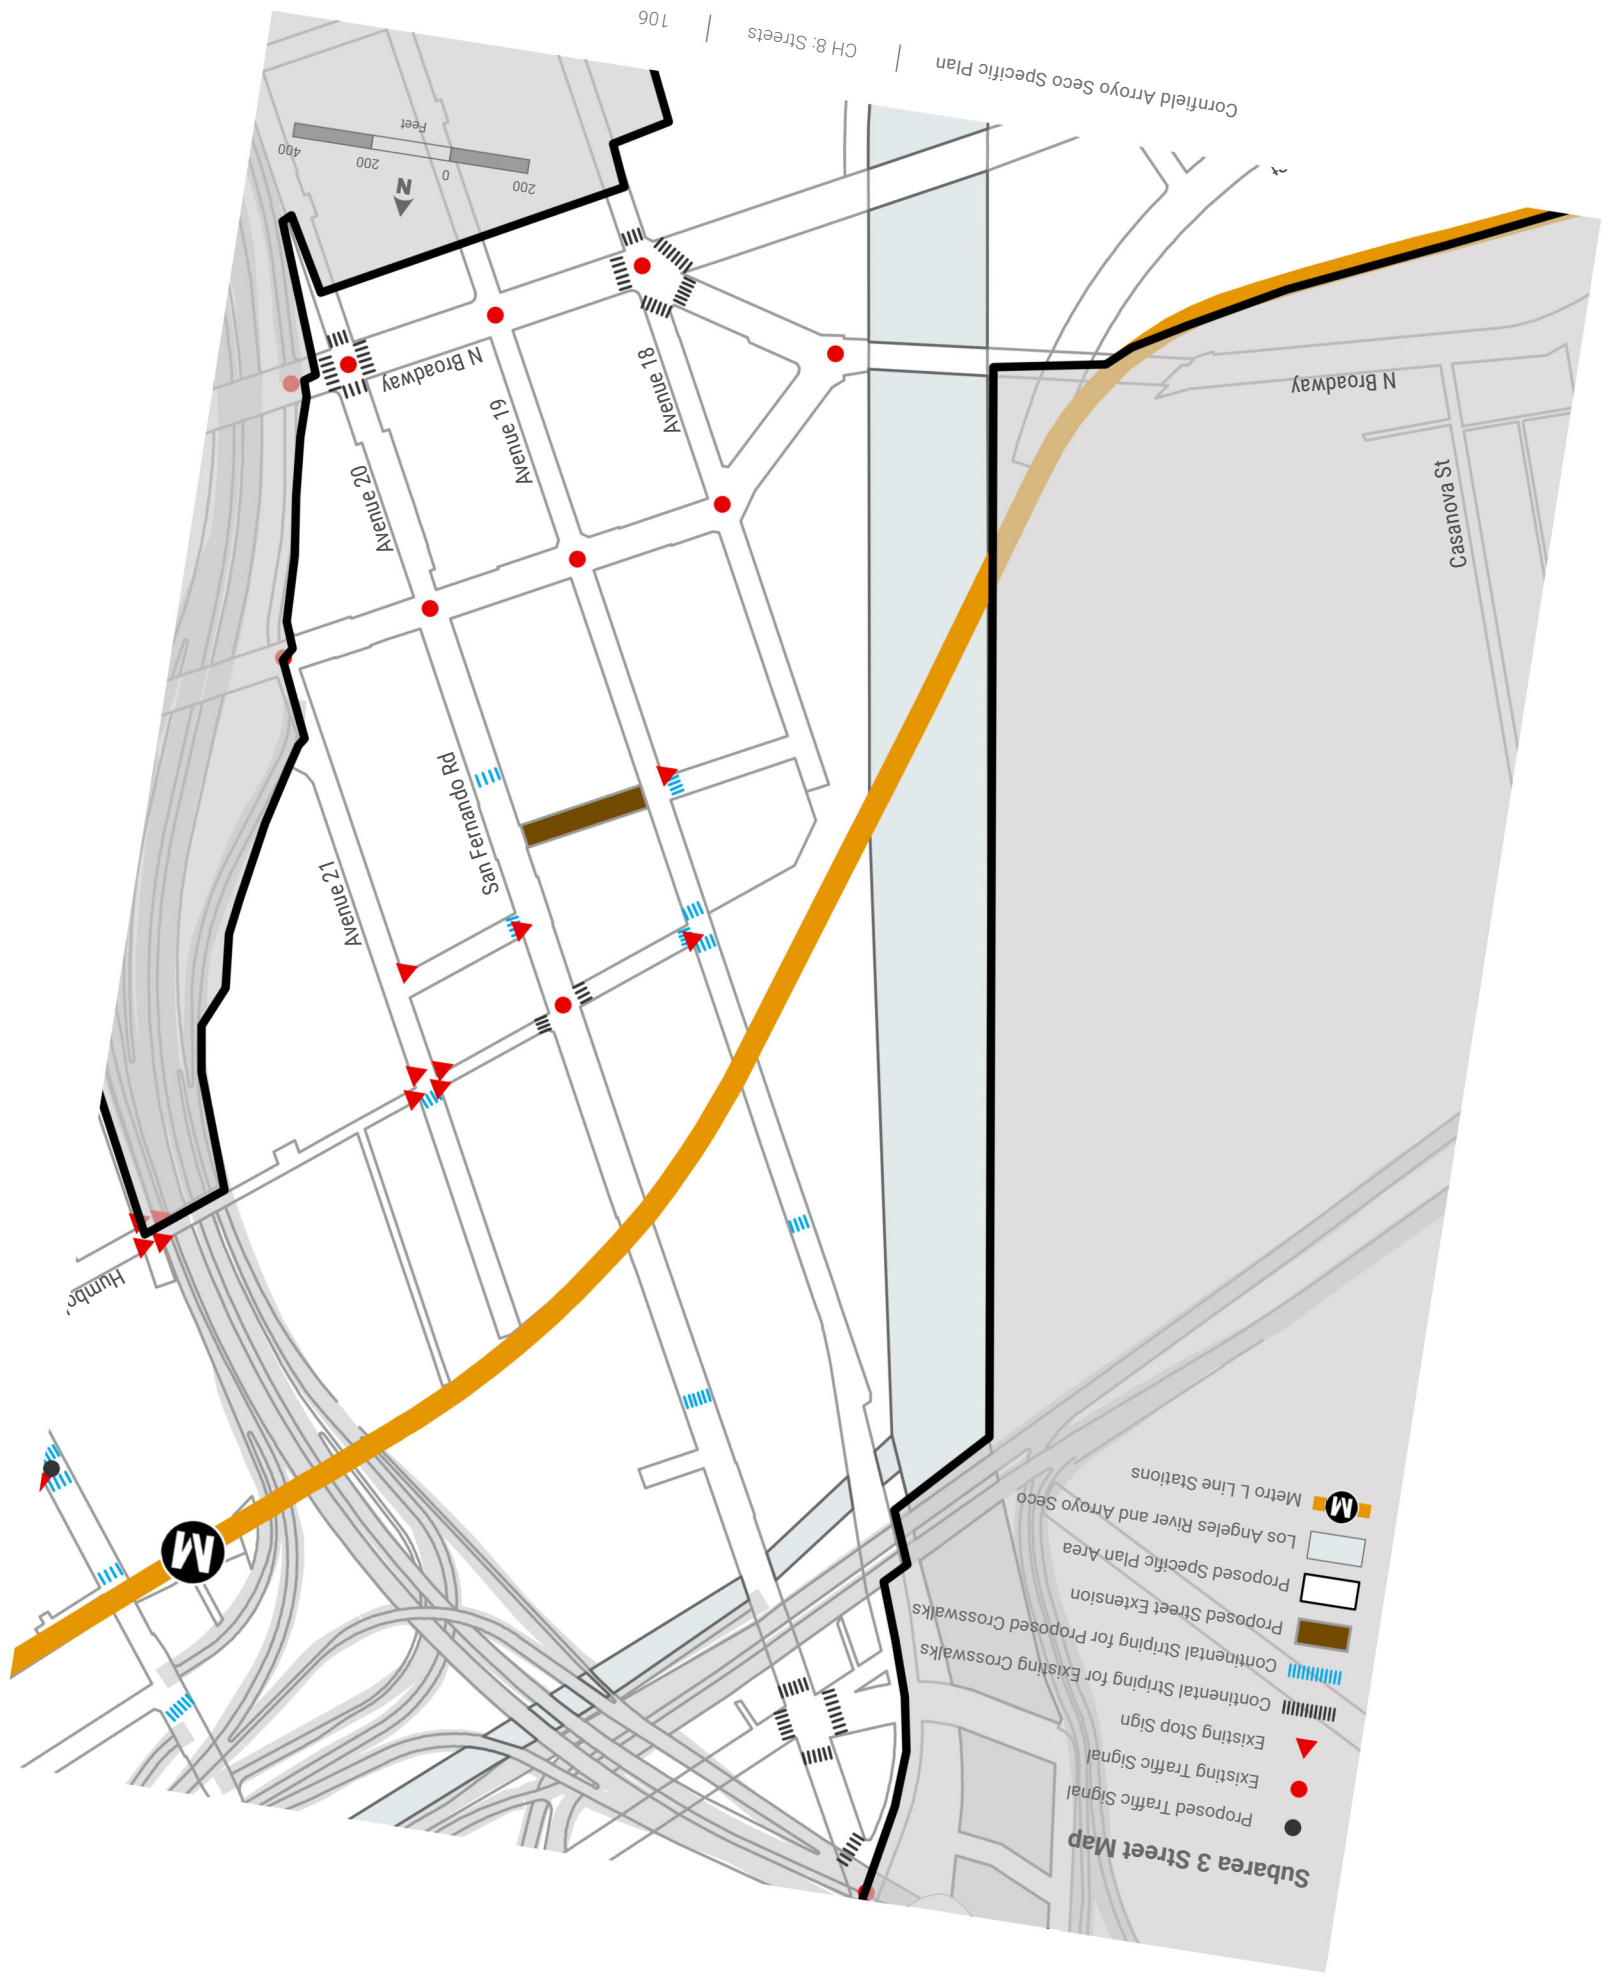 Subarea 3 Street Map
Proposed Traffic Signal
Existing Traffic Signal
Existing Stop Sign
Continental Striping for Existing Crosswalks
Continental Striping for Proposed Crosswalks
Proposed Street Extension
Proposed Specific Plan Area
Los Angeles River and Arroyo Seco
M
Metro L Line Stations
M
Avenue 21
San Fernando Rd
Avenue 20
Avenue 19
Avenue 18
N Broadway
N Broadway
Casanova St
N
200
0
200
400
Feet
Cornfield Arroyo Seco Specific Plan | CH 8: Streets | 106